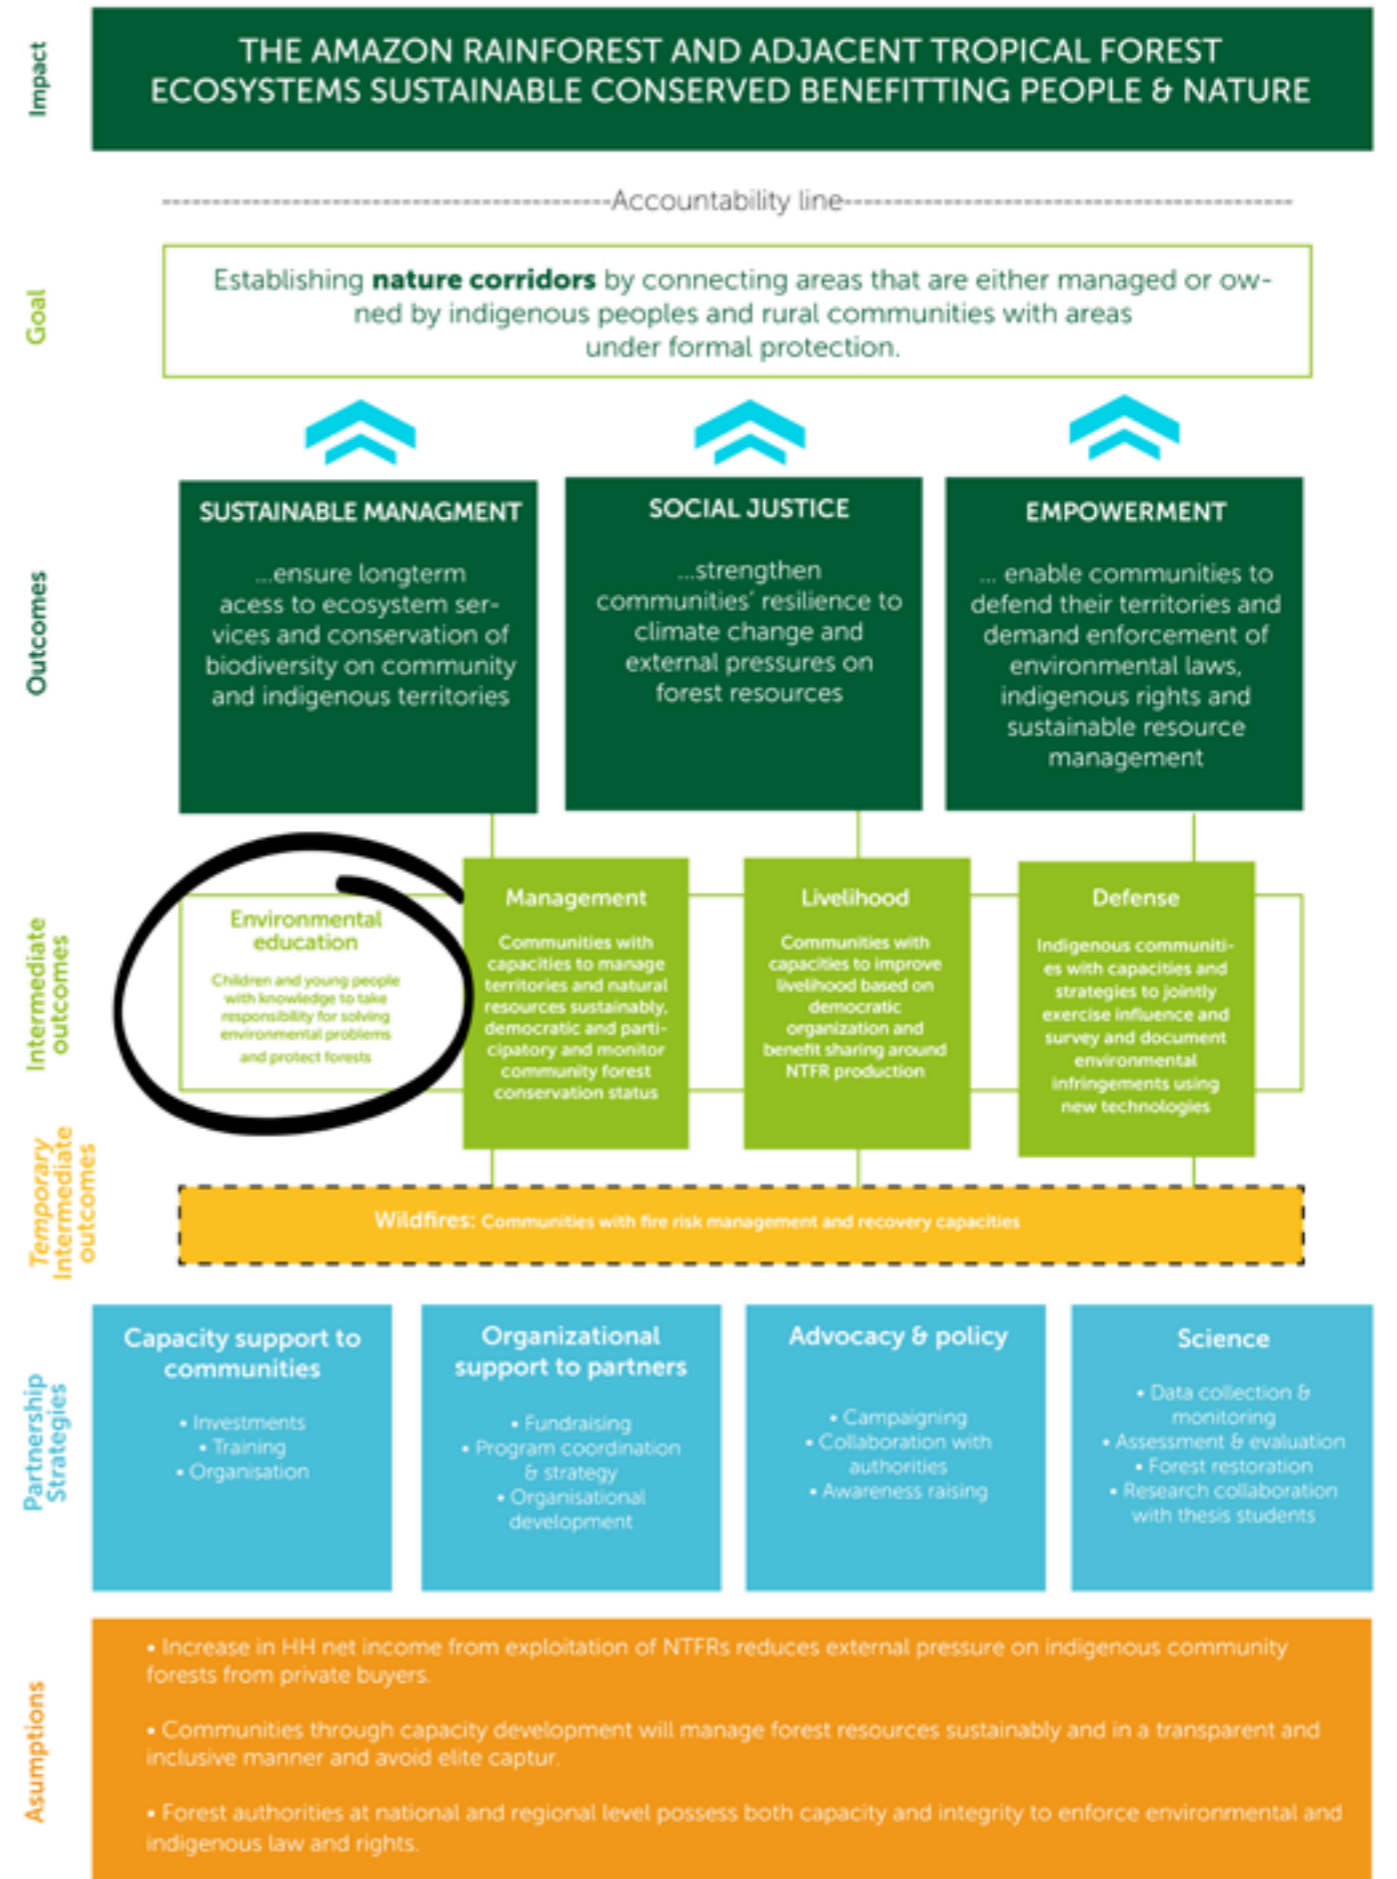 Impact
THE AMAZON RAINFOREST AND ADJACENT TROPICAL FOREST
ECOSYSTEMS SUSTAINABLE CONSERVED BENEFITTING PEOPLE & NATURE
Accountability line
Goal
Establishing nature corridors by connecting areas that are either managed or ow-
ned by indigenous peoples and rural communities with areas
under formal protection.
Outcomes
SUSTAINABLE MANAGMENT
...ensure longterm
acess to ecosystem ser-
vices and conservation of
biodiversity on community
and indigenous territories
SOCIAL JUSTICE
...strengthen
communities' resilience to
climate change and
external pressures on
forest resources
EMPOWERMENT
... enable communities to
defend their territories and
demand enforcement of
environmental laws,
indigenous rights and
sustainable resource
management
Intermediate
outcomes
Environmental
education
Children and young people
with knowledge to take
responsibility for solving
environmental problems
and protect forests
Management
Communities with
capacities to manage
territories and natural
resources sustainably,
democratic and parti-
cipatory and monitor
community forest
conservation status
Livelihood
Communities with
capacities to improve
livelihood based on
democratic
organization and
benefit sharing around
NTFR production
Defense
Indigenous communiti-
es with capacities and
strategies to jointly
exercise influence and
survey and document
environmental
infringements using
new technologies
Temporary
Intermediate
outcomes
Wildfires: Communities with fire risk management and recovery capacities
Partnership
Strategies
Capacity support to
communities
• Investments
• Training
• Organisation
Organizational
support to partners
• Fundraising
• Program coordination
& strategy
• Organisational
development
Advocacy & policy
• Campaigning
• Collaboration with
authorities
• Awareness raising
Science
• Data collection &
monitoring
• Assessment & evaluation
• Forest restoration
• Research collaboration
with thesis students
Asumptions
• Increase in HH net income from exploitation of NTFRs reduces external pressure on indigenous community
forests from private buyers.
• Communities through capacity development will manage forest resources sustainably and in a transparent and
inclusive manner and avoid elite captur.
• Forest authorities at national and regional level possess both capacity and integrity to enforce environmental and
indigenous law and rights.